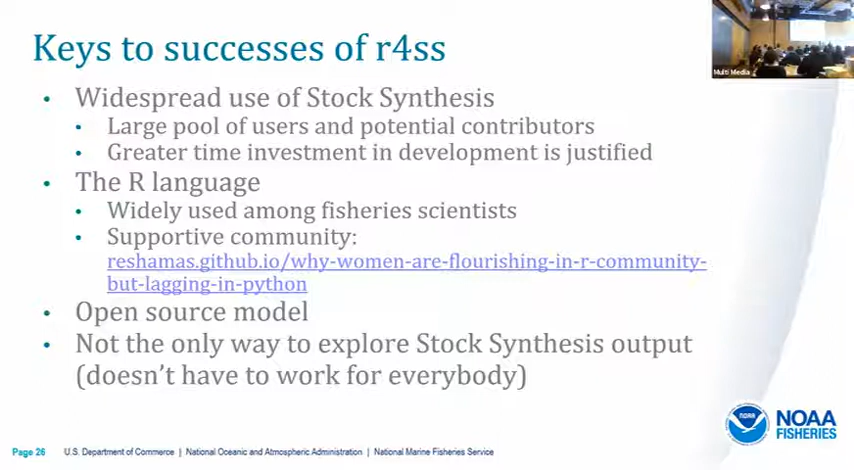 Keys to successes of r4ss
Multi Media
• Widespread use of Stock Synthesis
• Large pool of users and potential contributors
• Greater time investment in development is justified
• The R language
• Widely used among fisheries scientists
• Supportive community:
reshamas.github.io/why-women-are-flourishing-in-r-community-
but-lagging-in-python
• Open source model
• Not the only way to explore Stock Synthesis output
(doesn't have to work for everybody)
NOAA
NOAA
FISHERIES
Page 26 U.S. Department of Commerce | National Oceanic and Atmospheric Administration | National Marine Fisheries Service